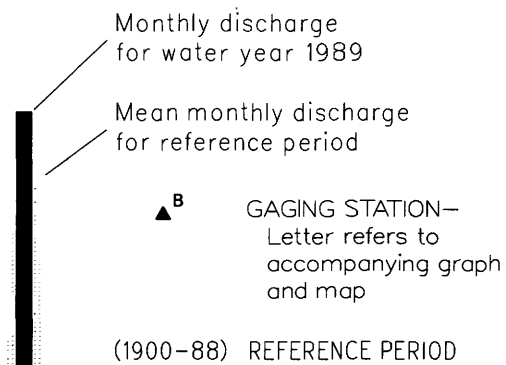 Monthly discharge
for water year 1989
Mean monthly discharge
for reference period
B
GAGING STATION—
Letter refers to
accompanying graph
and map
(1900-88) REFERENCE PERIOD